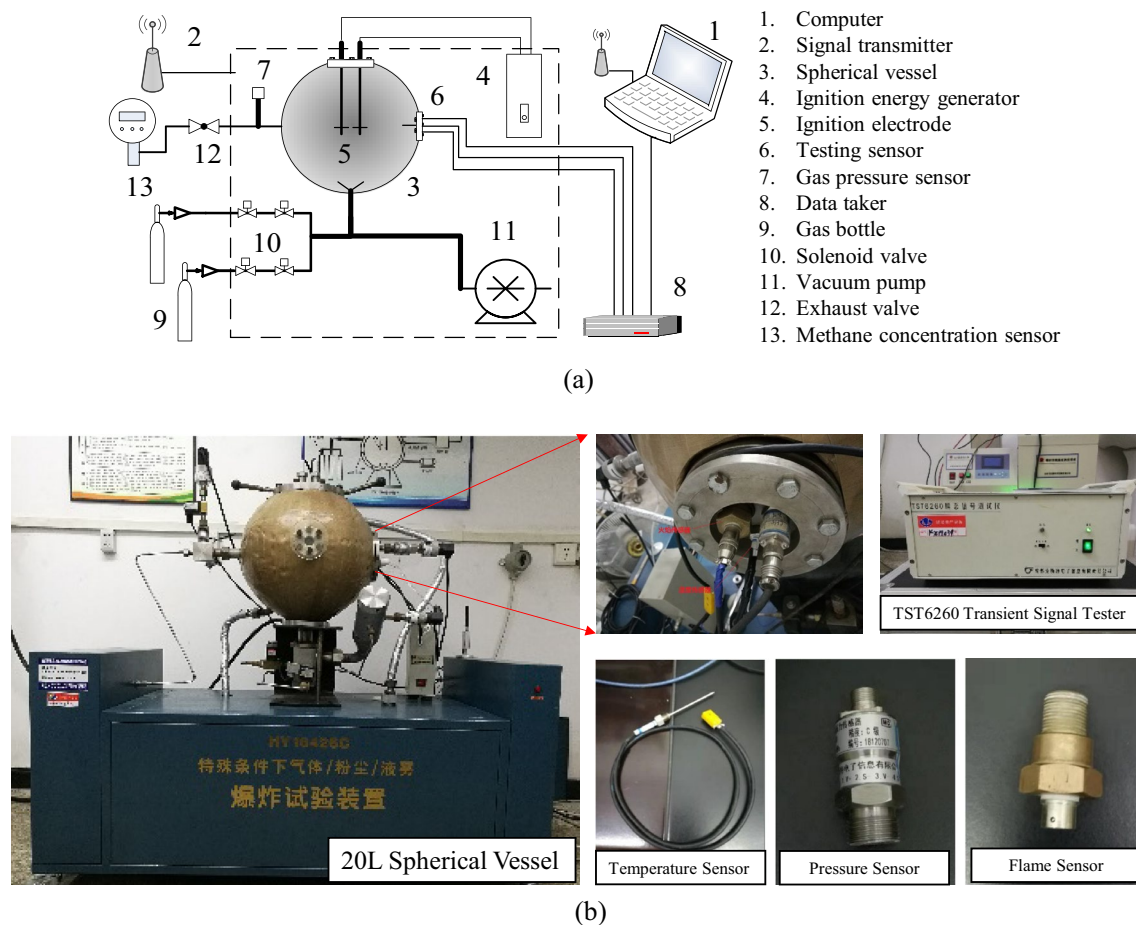 1
2
3
4
5
6
7
8
9
10
11
12
13
1. Computer
2. Signal transmitter
3. Spherical vessel
4. Ignition energy generator
5. Ignition electrode
6. Testing sensor
7. Gas pressure sensor
8. Data taker
9. Gas bottle
10. Solenoid valve
11. Vacuum pump
12. Exhaust valve
13. Methane concentration sensor
(a)
HY16426C
特殊条件下气体/粉尘/液雾
爆炸试验装置
20L Spherical Vessel
TST6260
TST6260 Transient Signal Tester
Temperature Sensor
Pressure Sensor
Flame Sensor
(b)